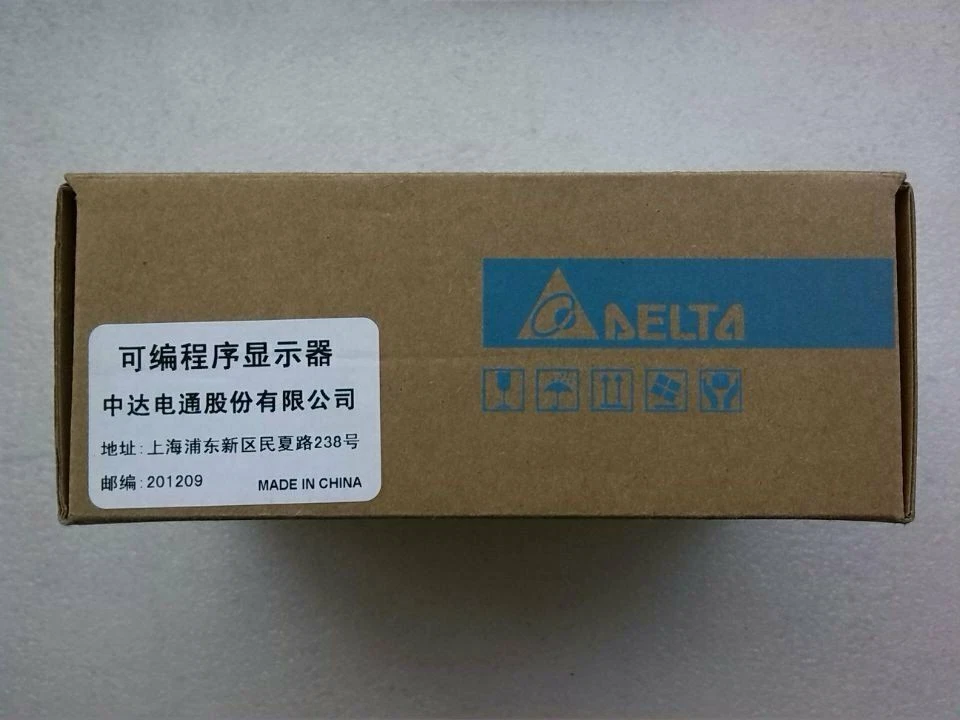 DELTA
可编程序显示器
中达电通股份有限公司
地址:上海浦东新区民夏路238号
邮编:201209
MADE IN CHINA